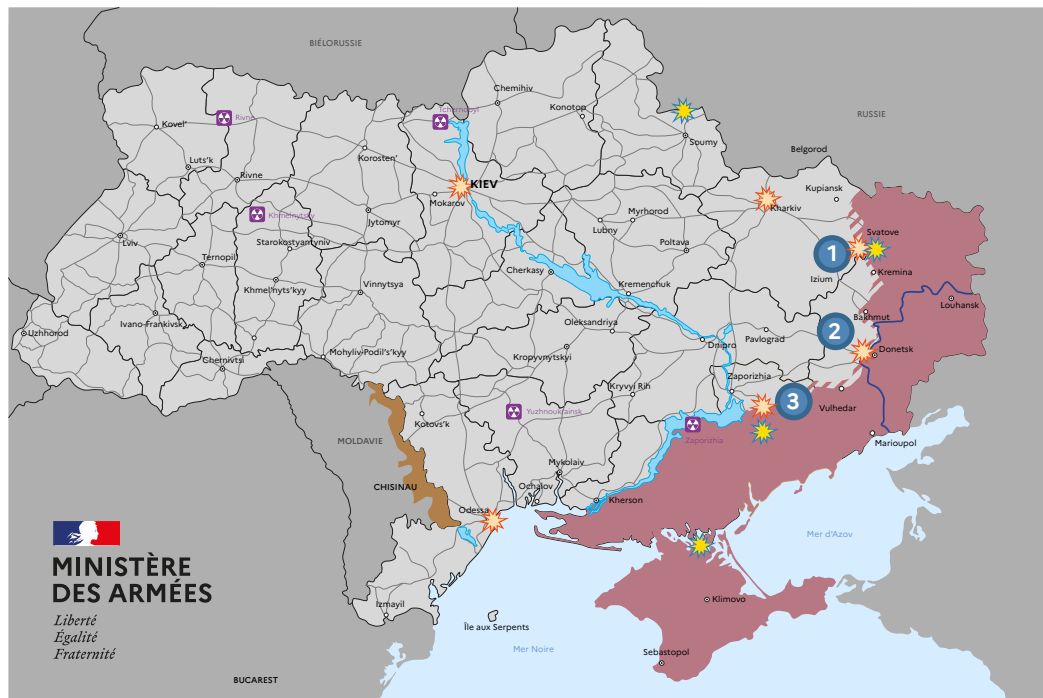 BIÉLORUSSIE
RUSSIE
Tchernobyl
Chernihiv
Konotop
Rivne
Kovel'
Soumy
Belgorod
Korosten'
Luts'k
Rivne
KIEV
Mokarov
Kupiansk
Kharkiv
Khmelnytskiy
Jytomyr
Myrhorod
Lubny
Lviv
Starokostyantyniv
Poltava
Svatove
1
Ternopil
Cherkasy
Izium
Kremina
Khmel'nyts'kyy
Vinnytsya
Kremenchuk
Louhansk
Ivano-Frankivsk
Oleksandriya
Bakhmut
2
Uzhhorod
Chernivtsi
Mohyliv-Podil's'kyy
Kropyvnytskyi
Dnipro
Pavlograd
Donetsk
Zaporizhia
Kryvyi Rih
3
Vulhedar
Kotovs'k
Yuzhnoukrainsk
Zaporizhia
MOLDAVIE
Marioupol
Mykolaiv
CHISINAU
Ochalov
Kherson
Odessa
Mer d'Azov
MINISTÈRE
DES ARMÉES
Liberté
Égalité
Fraternité
Izmayil
Île aux Serpents
Klimovo
Mer Noire
Sebastopol
BUCAREST